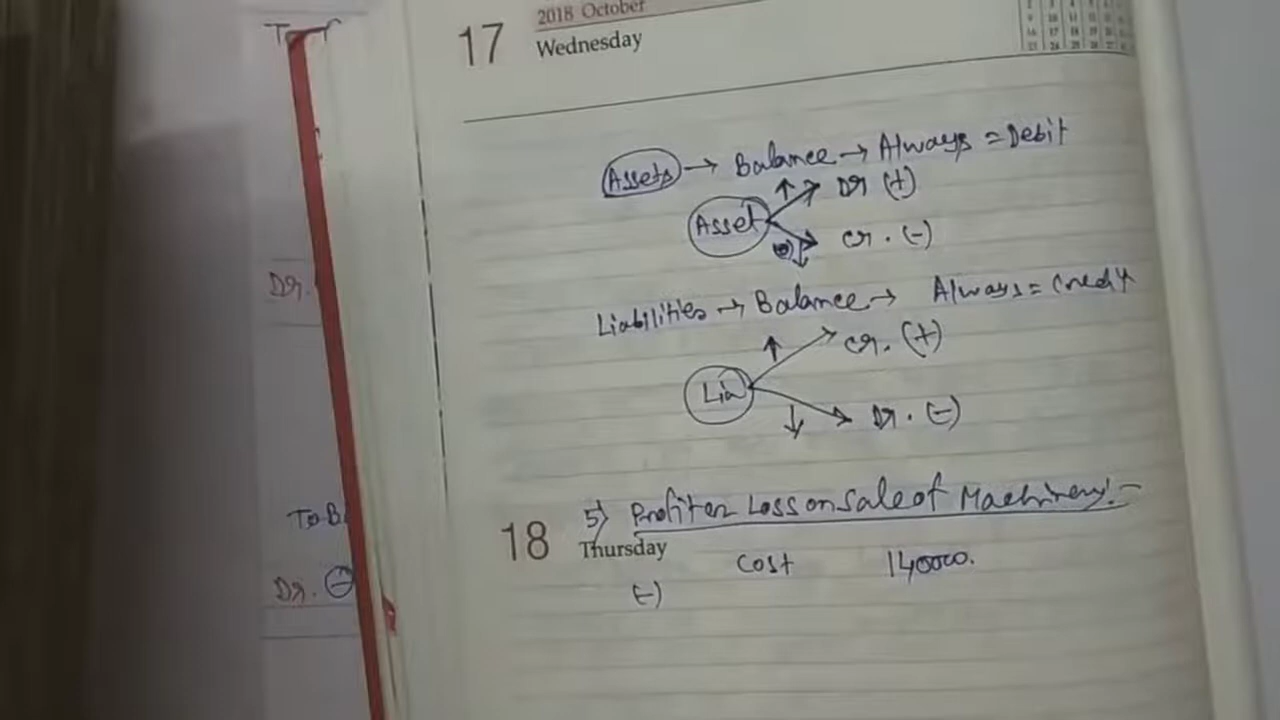 2018 October
17 Wednesday
Assets → Balance → Always = Debit
Asset ↑ Dr (+)
↓ Cr. (-)
Liabilities → Balance → Always = Credit
Lia ↑ Cr. (+)
↓ Dr. (-)
5) Profit or Loss on Sale of Machinery:-
18 Thursday
Cost 140000.
(-)
Dr.
To B
Dr. (-)